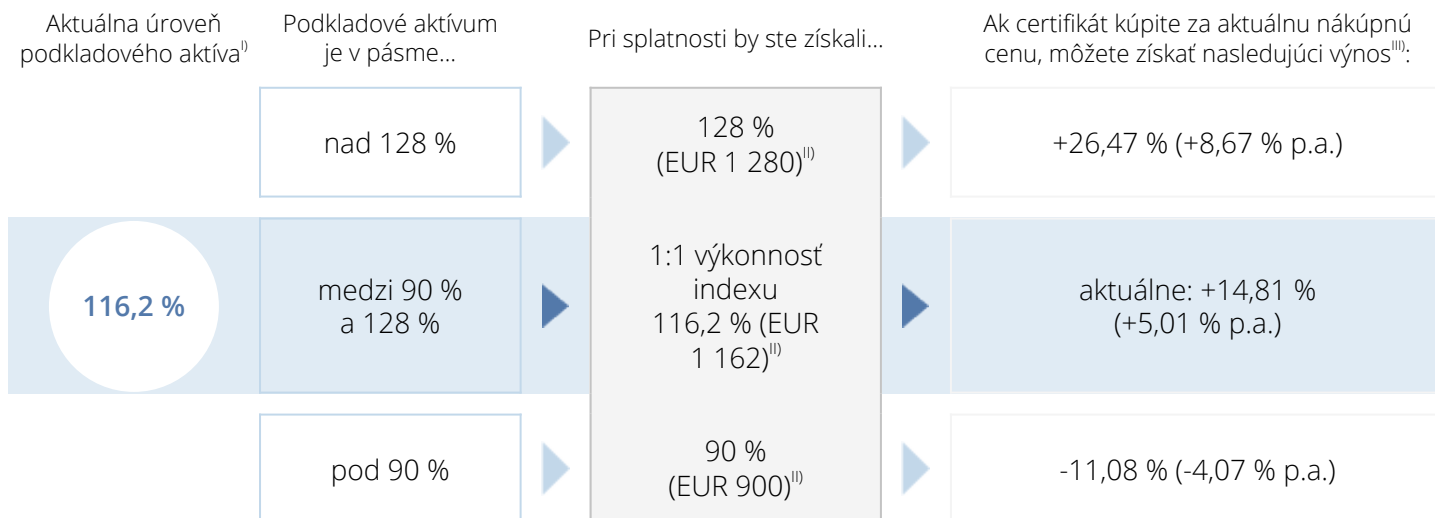 Aktuálna úroveň
podkladového aktíva^I)
Podkladové aktívum
je v pásme...
Pri splatnosti by ste získali...
Ak certifikát kúpite za aktuálnu nákúpnú
cenu, môžete získať nasledujúci výnos^III):
nad 128 %
128 %
(EUR 1 280)^II)
+26,47 % (+8,67 % p.a.)
116,2 %
medzi 90 %
a 128 %
1:1 výkonnosť
indexu
116,2 % (EUR
1 162)^II)
aktuálne: +14,81 %
(+5,01 % p.a.)
pod 90 %
90 %
(EUR 900)^II)
-11,08 % (-4,07 % p.a.)